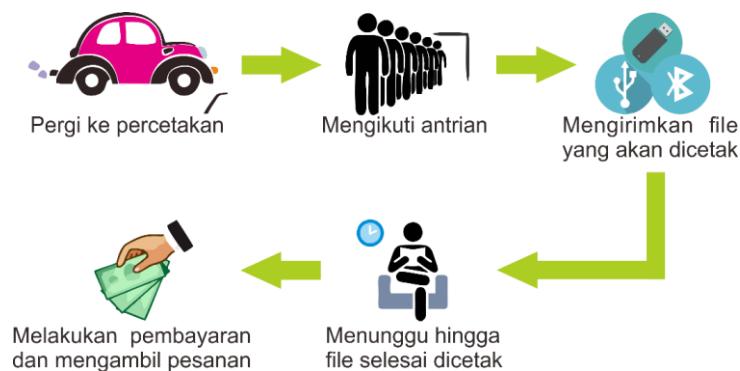 Pergi ke percetakan
Mengikuti antrian
Mengirimkan file
yang akan dicetak
Menunggu hingga
file selesai dicetak
Melakukan pembayaran
dan mengambil pesanan